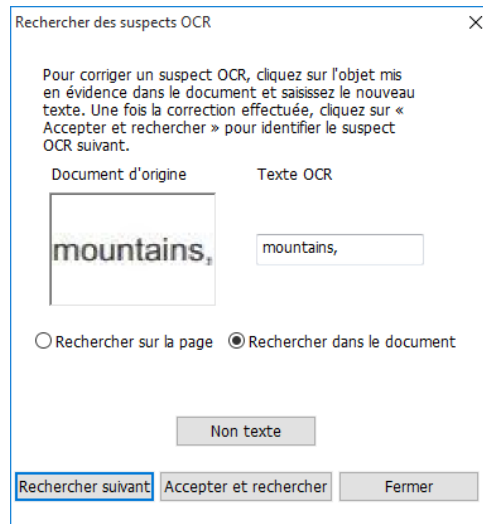 Rechercher des suspects OCR
Pour corriger un suspect OCR, cliquez sur l'objet mis
en évidence dans le document et saisissez le nouveau
texte. Une fois la correction effectuée, cliquez sur «
Accepter et rechercher » pour identifier le suspect
OCR suivant.
Document d'origine Texte OCR
mountains, mountains,
Rechercher sur la page Rechercher dans le document
Non texte
Rechercher suivant Accepter et rechercher Fermer